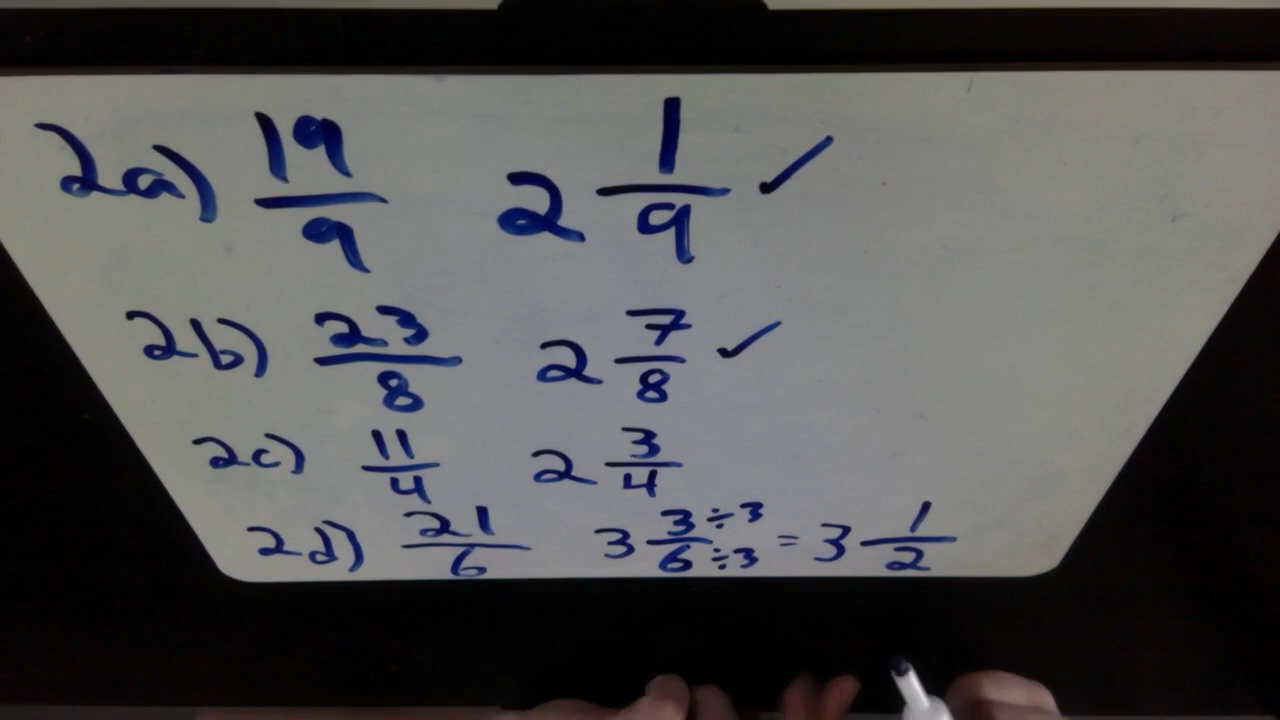 2a) 19/9 2 1/9 ✓
2b) 23/8 2 7/8 ✓
2c) 11/4 2 3/4
2d) 21/6 3 3÷3/6÷3 = 3 1/2